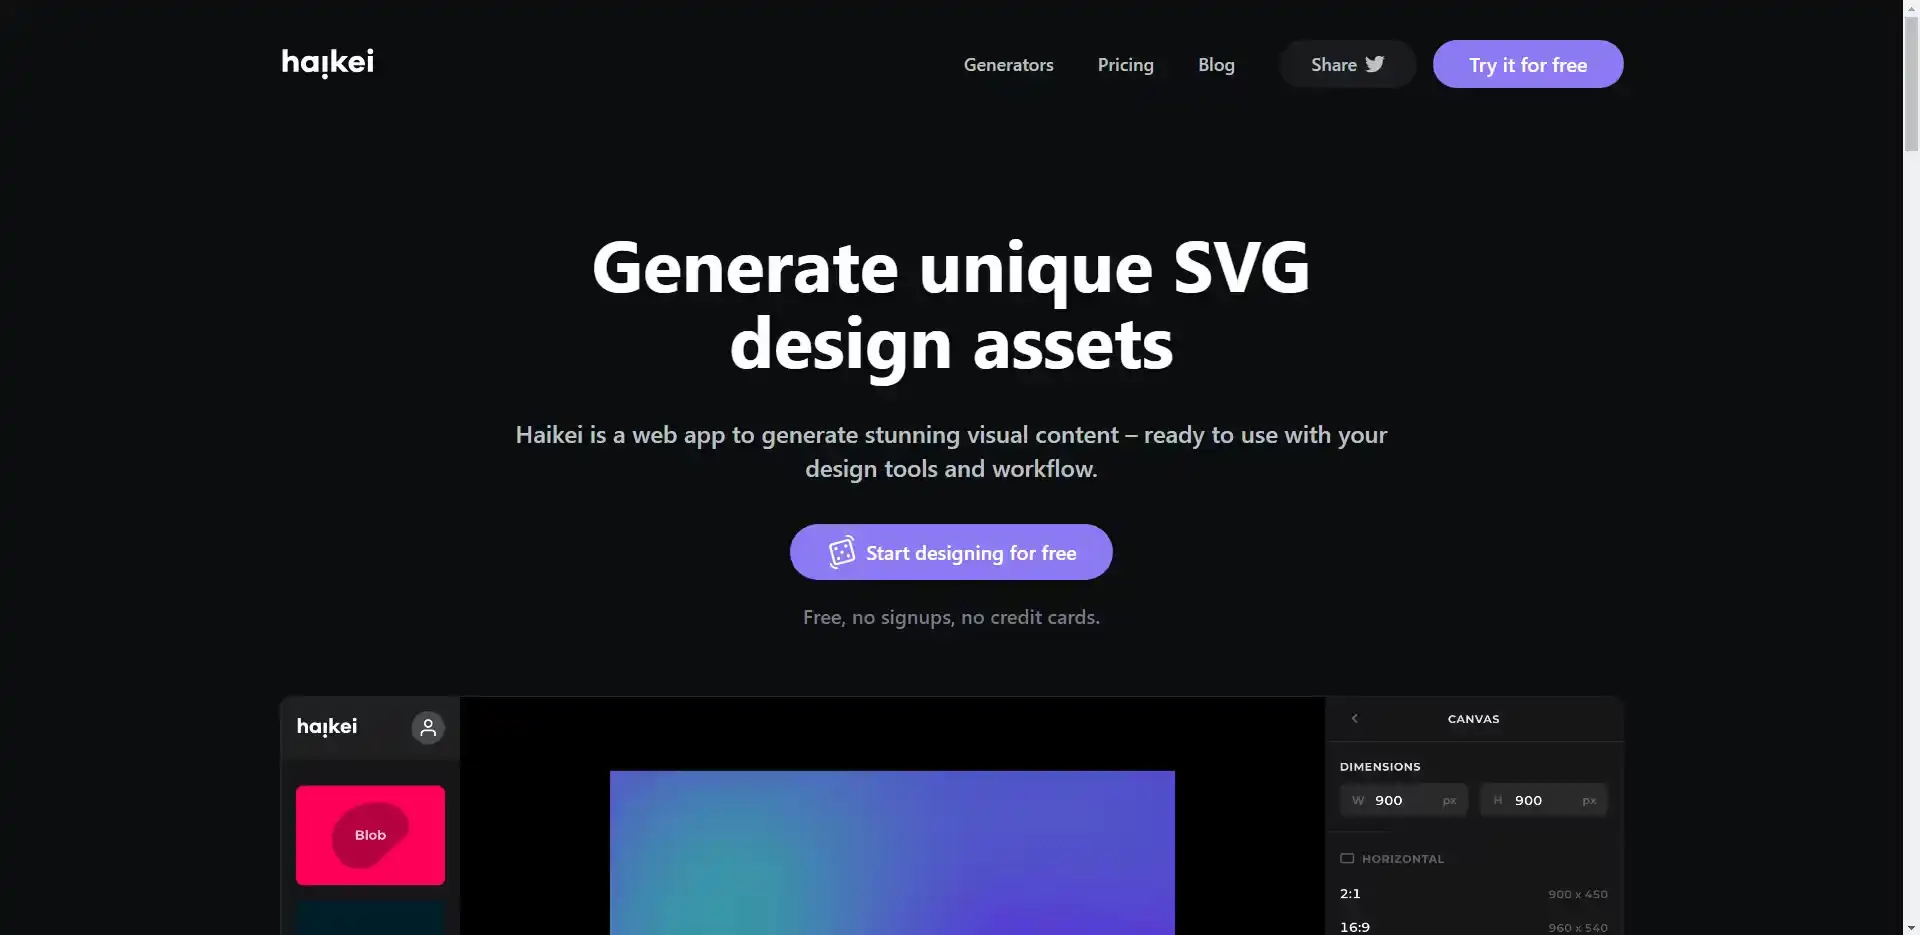 haikei
Generators
Pricing
Blog
Share
Try it for free
Generate unique SVG
design assets
Haikei is a web app to generate stunning visual content – ready to use with your
design tools and workflow.
Start designing for free
Free, no signups, no credit cards.
haikei
Blob
CANVAS
DIMENSIONS
W 900 px
H 900 px
HORIZONTAL
2:1 900 x 450
16:9 960 x 540